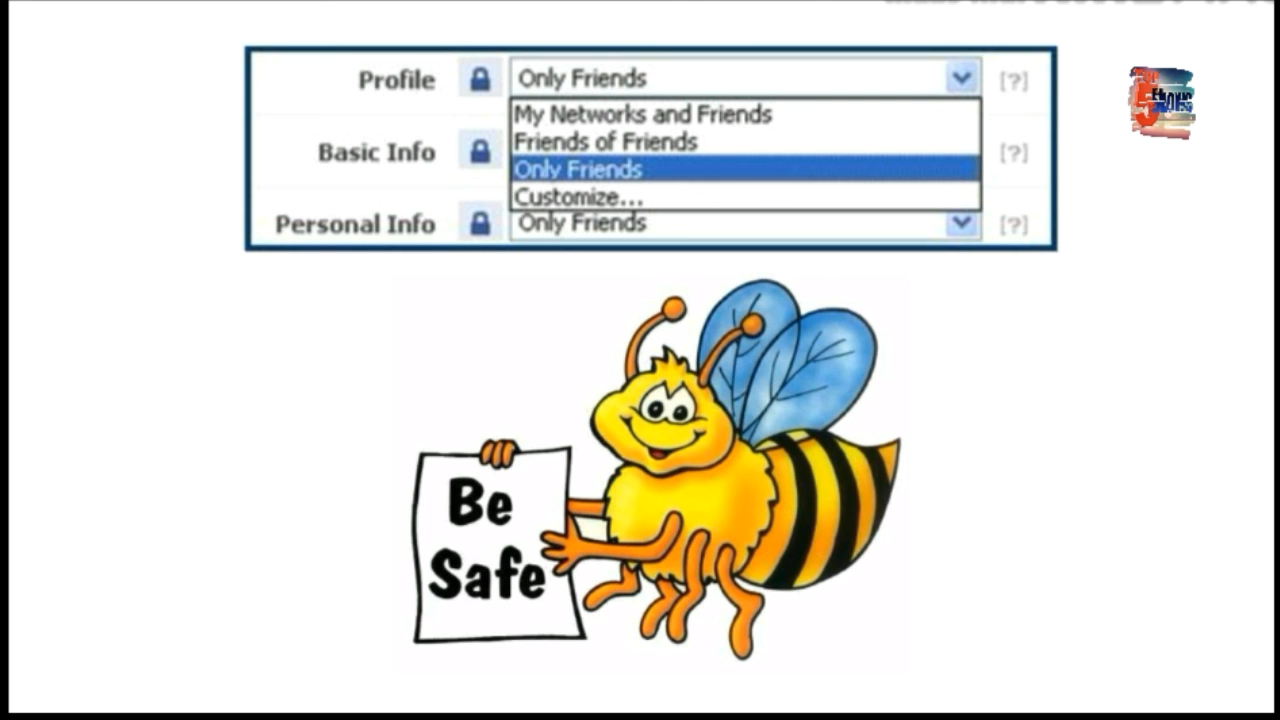 Profile Only Friends [?]
My Networks and Friends
Basic Info Friends of Friends [?]
Only Friends
Customize...
Personal Info Only Friends [?]
Be
Safe